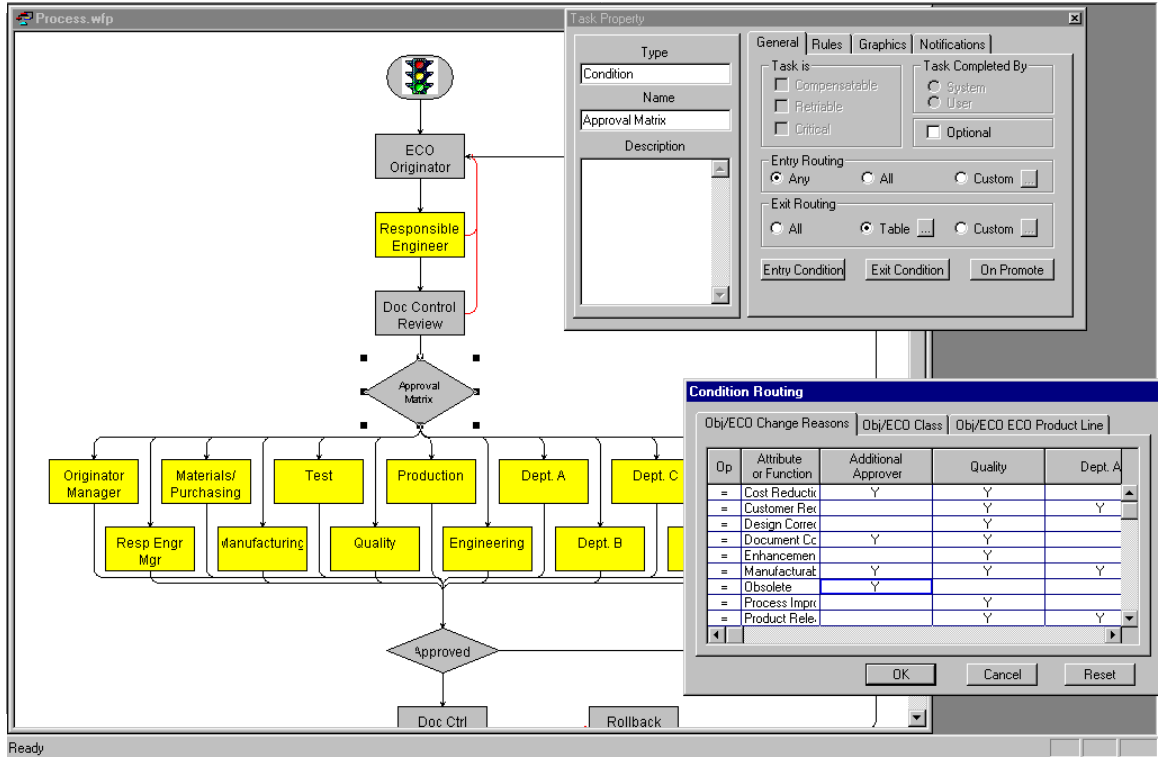 Process.wfp
ECO
Originator
Responsible
Engineer
Doc Control
Review
Approval
Matrix
Originator
Manager
Materials/
Purchasing
Test
Production
Dept. A
Dept. C
Resp Engr
Mgr
Manufacturing
Quality
Engineering
Dept. B
Approved
Doc Ctrl
Rollback
Ready
Task Property
Type
Condition
Name
Approval Matrix
Description
General Rules Graphics Notifications
Task is
Compensatable
Retriable
Critical
Task Completed By
System
User
Optional
Entry Routing
Any All Custom ...
Exit Routing
All Table ... Custom ...
Entry Condition Exit Condition On Promote
Condition Routing
Obj/ECO Change Reasons Obj/ECO Class Obj/ECO ECO Product Line
Op Attribute or Function Additional Approver Quality Dept. A
= Cost Reductic Y Y
= Customer Rec Y Y
= Design Correc Y
= Document Cc Y Y
= Enhancemen Y
= Manufacturat Y Y Y
= Obsolete Y
= Process Impro Y
= Product Rele Y Y
OK Cancel Reset